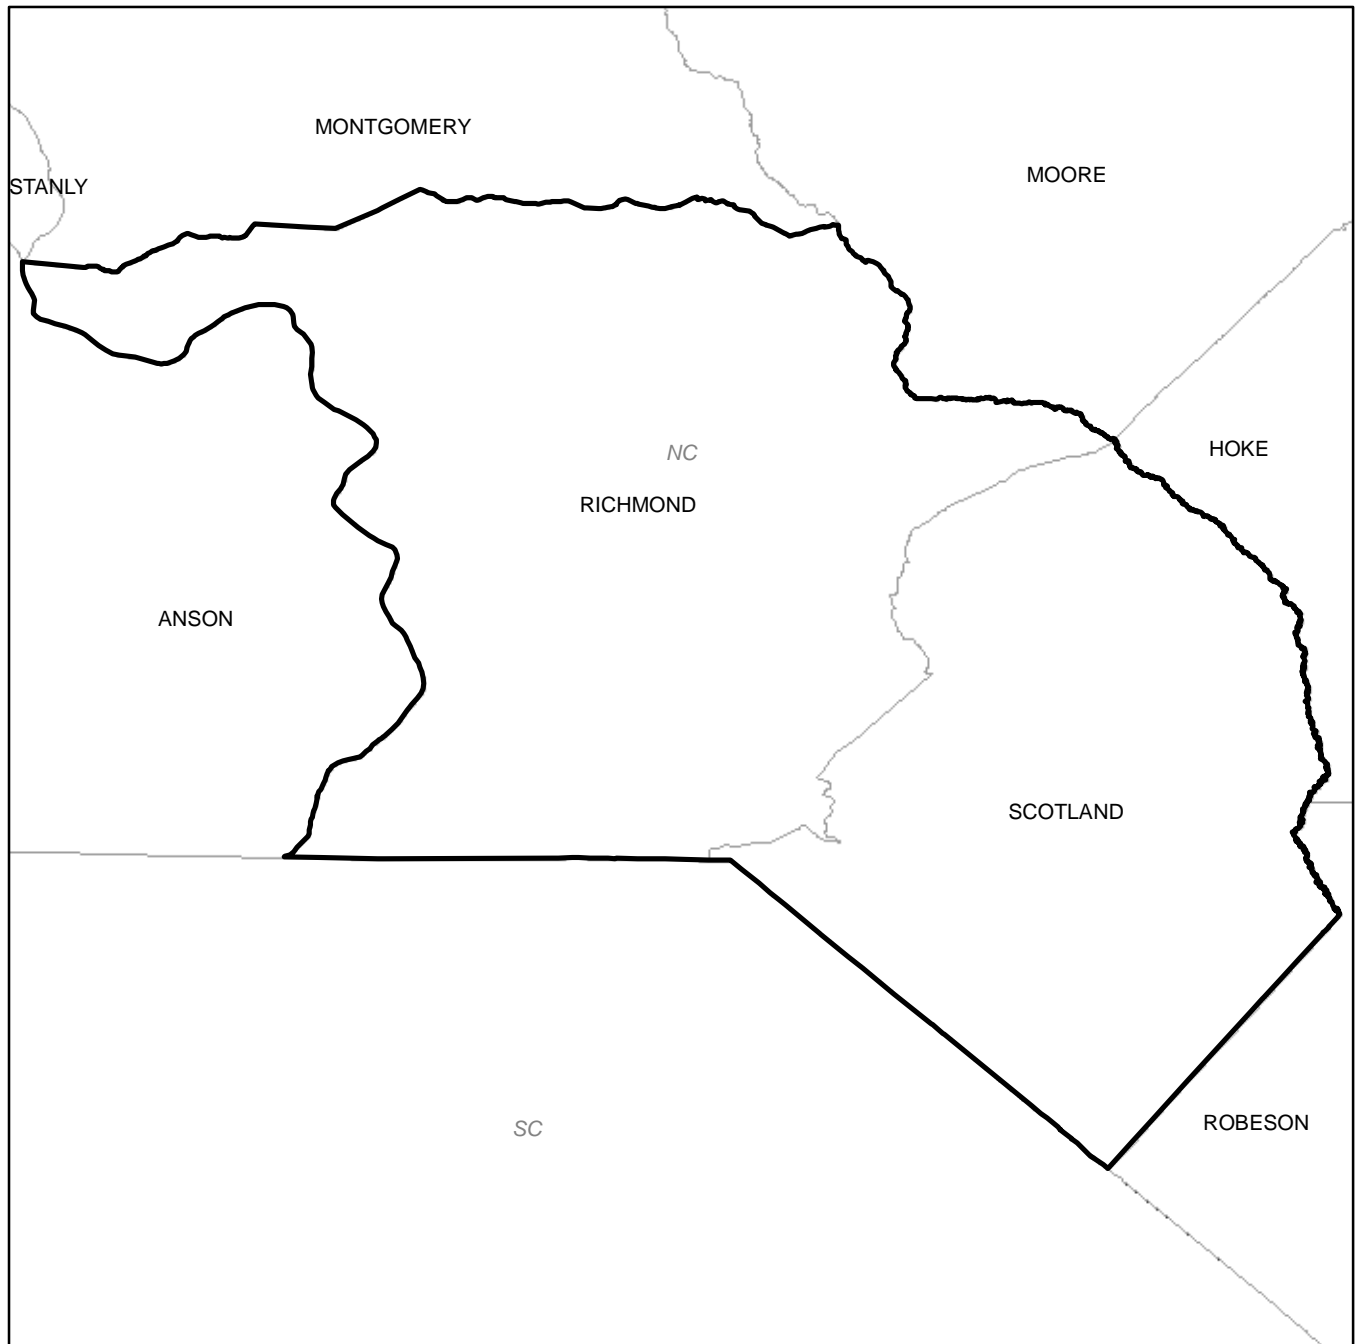 MONTGOMERY
MOORE
STANLY
HOKE
NC
RICHMOND
ANSON
SCOTLAND
ROBESON
SC